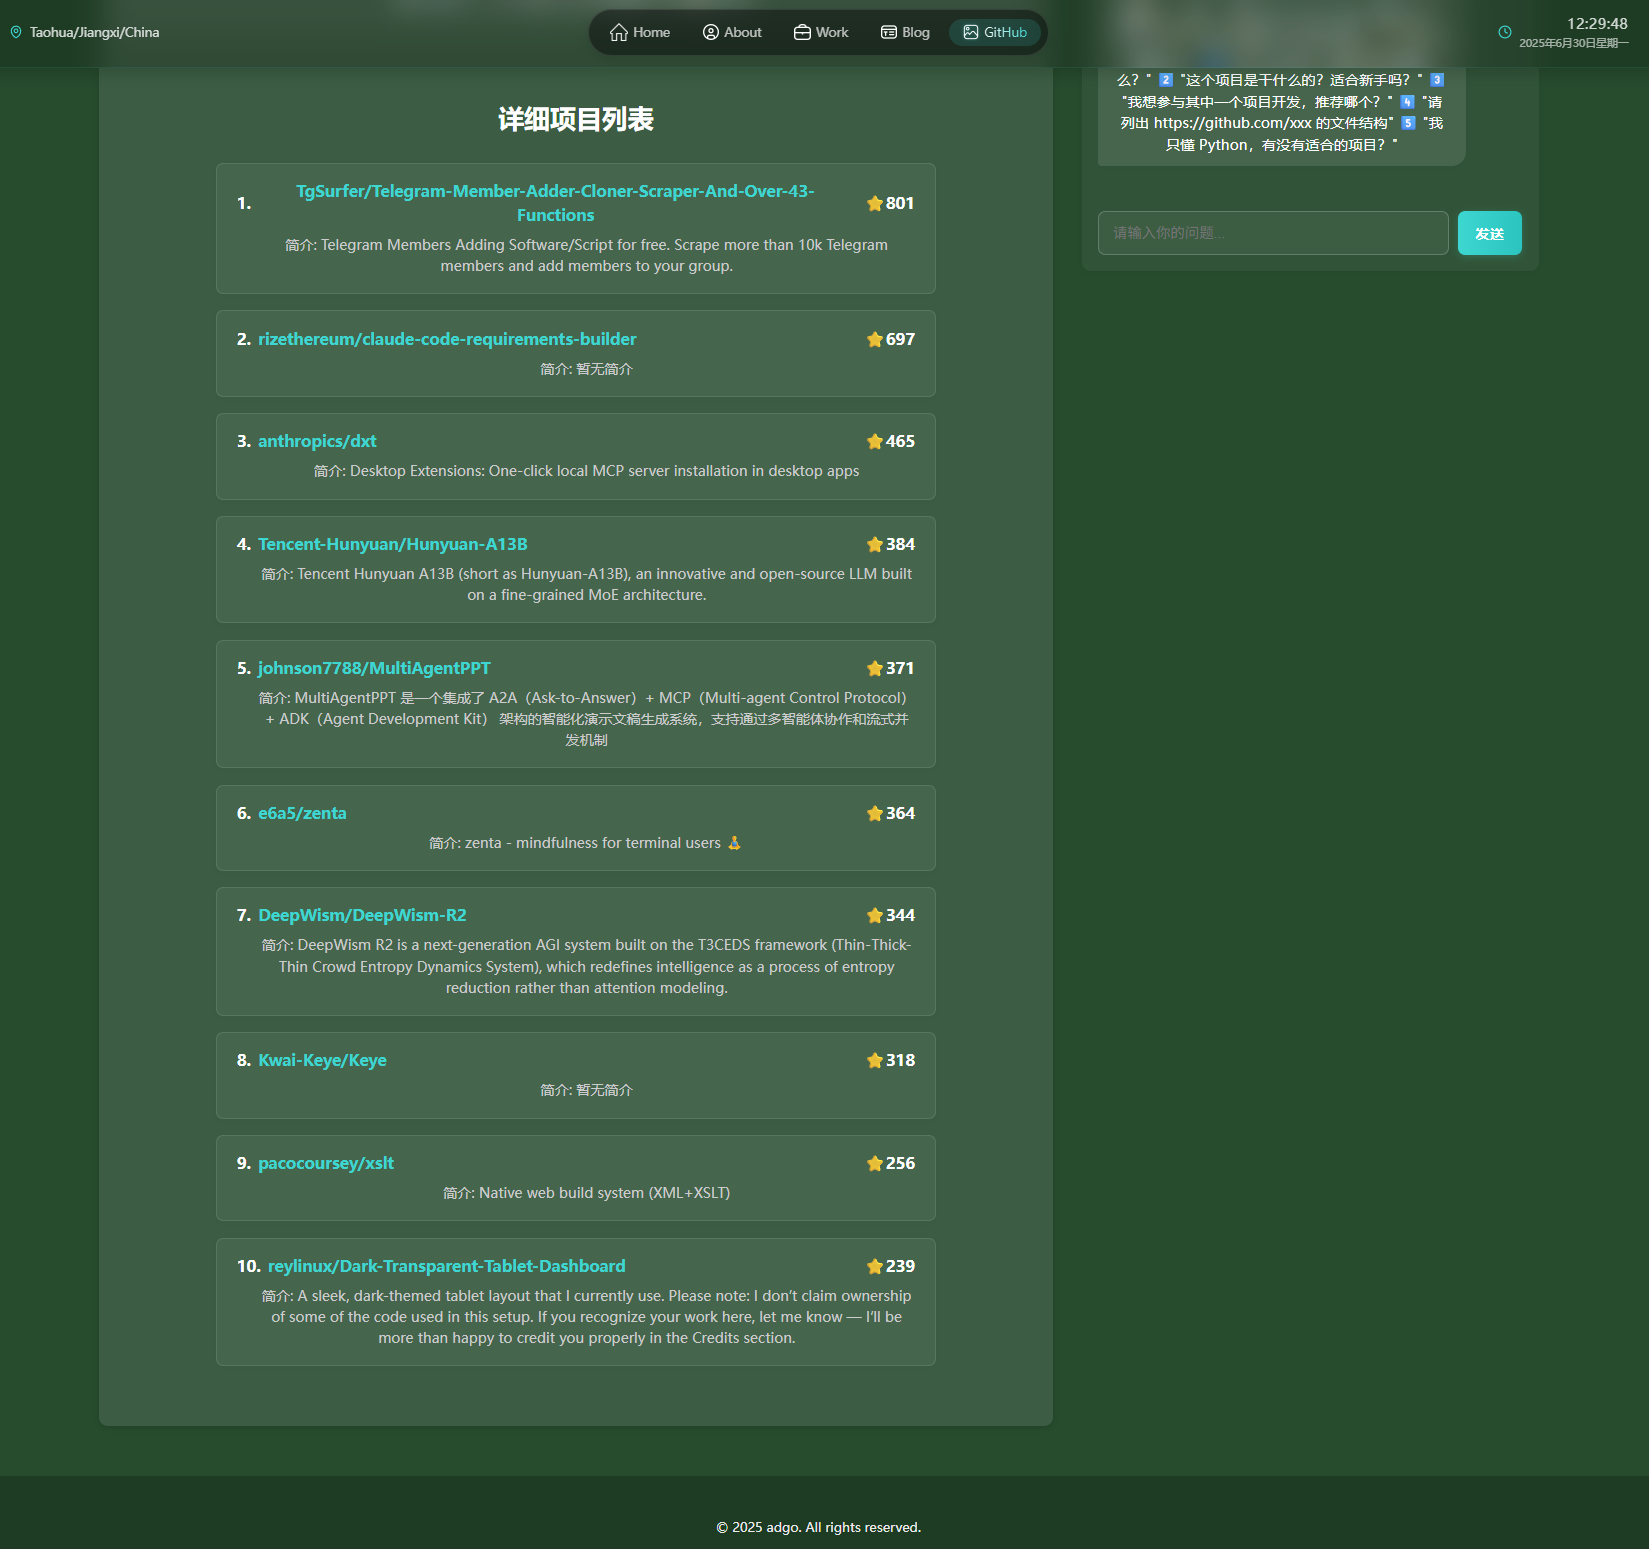 Taohua/Jiangxi/China
Home
About
Work
Blog
GitHub
12:29:48
2025年6月30日星期一
详细项目列表
1.
TgSurfer/Telegram-Member-Adder-Cloner-Scraper-And-Over-43-
Functions
⭐801
简介: Telegram Members Adding Software/Script for free. Scrape more than 10k Telegram
members and add members to your group.
2. rizethereum/claude-code-requirements-builder
⭐697
简介: 暂无简介
3. anthropics/dxt
⭐465
简介: Desktop Extensions: One-click local MCP server installation in desktop apps
4. Tencent-Hunyuan/Hunyuan-A13B
⭐384
简介: Tencent Hunyuan A13B (short as Hunyuan-A13B), an innovative and open-source LLM built
on a fine-grained MoE architecture.
5. johnson7788/MultiAgentPPT
⭐371
简介: MultiAgentPPT 是一个集成了 A2A（Ask-to-Answer）+ MCP（Multi-agent Control Protocol）
+ ADK（Agent Development Kit） 架构的智能化演示文稿生成系统，支持通过多智能体协作和流式并
发机制
6. e6a5/zenta
⭐364
简介: zenta - mindfulness for terminal users 🧘
7. DeepWism/DeepWism-R2
⭐344
简介: DeepWism R2 is a next-generation AGI system built on the T3CEDS framework (Thin-Thick-
Thin Crowd Entropy Dynamics System), which redefines intelligence as a process of entropy
reduction rather than attention modeling.
8. Kwai-Keye/Keye
⭐318
简介: 暂无简介
9. pacocoursey/xslt
⭐256
简介: Native web build system (XML+XSLT)
10. reylinux/Dark-Transparent-Tablet-Dashboard
⭐239
简介: A sleek, dark-themed tablet layout that I currently use. Please note: I don’t claim ownership
of some of the code used in this setup. If you recognize your work here, let me know — I’ll be
more than happy to credit you properly in the Credits section.
么？" 2️⃣ "这个项目是干什么的？适合新手吗？" 3️⃣
"我想参与其中一个项目开发，推荐哪个？" 4️⃣ "请
列出 https://github.com/xxx 的文件结构" 5️⃣ "我
只懂 Python，有没有适合的项目？"
请输入你的问题...
发送
© 2025 adgo. All rights reserved.